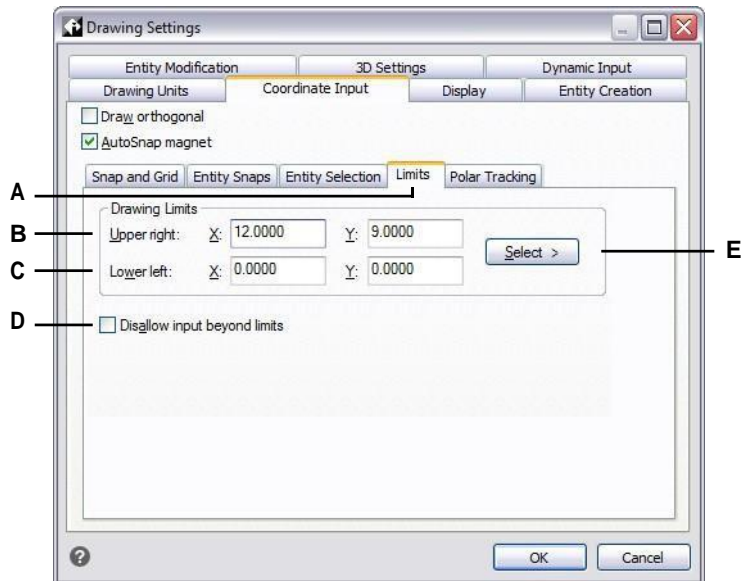 Drawing Settings
Entity Modification 3D Settings Dynamic Input
Drawing Units Coordinate Input Display Entity Creation
Draw orthogonal
AutoSnap magnet
Snap and Grid Entity Snaps Entity Selection Limits Polar Tracking
A
Drawing Limits
B Upper right: X: 12.0000 Y: 9.0000
Select > E
C Lower left: X: 0.0000 Y: 0.0000
D Disallow input beyond limits
? OK Cancel